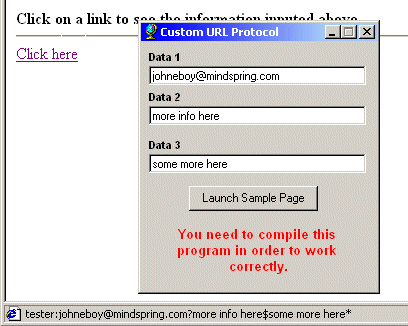 Click on a link to see the information inputed above
Click here
Custom URL Protocol
Data 1
johneboy@mindspring.com
Data 2
more info here
Data 3
some more here
Launch Sample Page
You need to compile this
program in order to work
correctly.
tester:johneboy@mindspring.com?more info here$some more here*